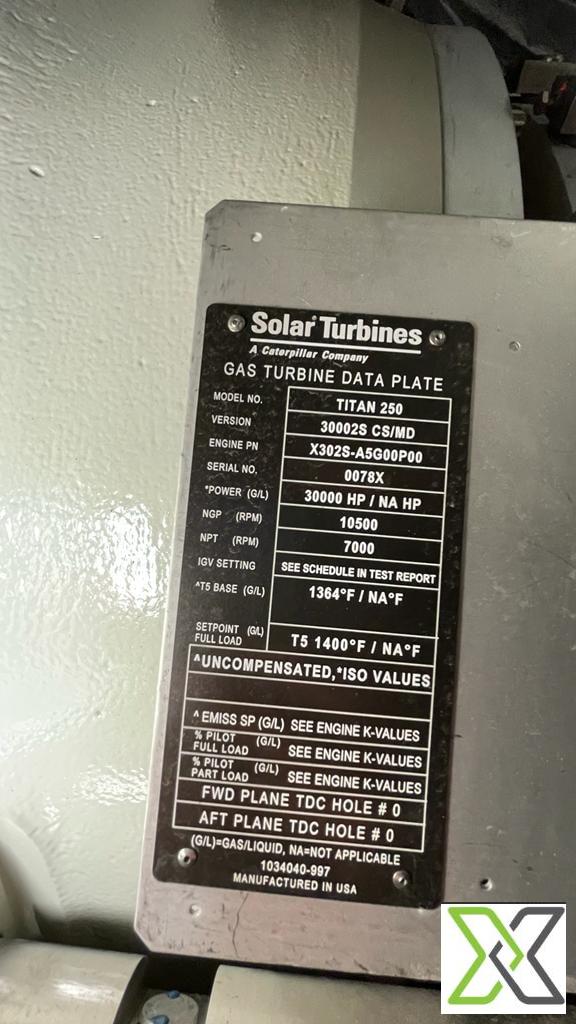 Solar Turbines
A Caterpillar Company
GAS TURBINE DATA PLATE
MODEL NO. TITAN 250
VERSION 30002S CS/MD
ENGINE PN X302S-A5G00P00
SERIAL NO. 0078X
*POWER (G/L) 30000 HP / NA HP
NGP (RPM) 10500
NPT (RPM) 7000
IGV SETTING SEE SCHEDULE IN TEST REPORT
^T5 BASE (G/L) 1364°F / NA°F
SETPOINT (G/L)
FULL LOAD T5 1400°F / NA°F
^UNCOMPENSATED,*ISO VALUES
^ EMISS SP (G/L) SEE ENGINE K-VALUES
% PILOT (G/L)
FULL LOAD SEE ENGINE K-VALUES
% PILOT (G/L)
PART LOAD SEE ENGINE K-VALUES
FWD PLANE TDC HOLE # 0
AFT PLANE TDC HOLE # 0
(G/L)=GAS/LIQUID, NA=NOT APPLICABLE
1034040-997
MANUFACTURED IN USA